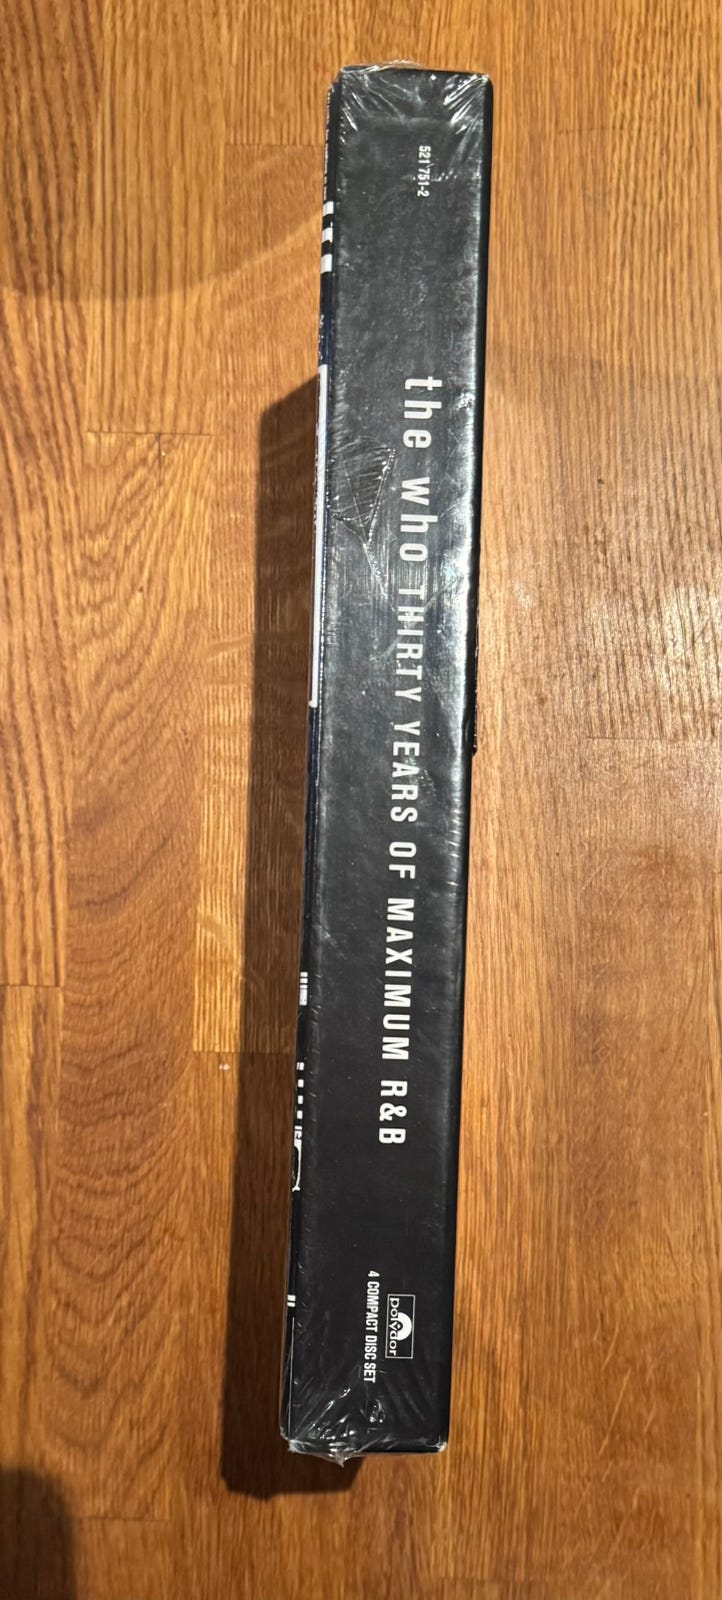 521 751-2
the who THIRTY YEARS OF MAXIMUM R&B
polydor
4 COMPACT DISC SET